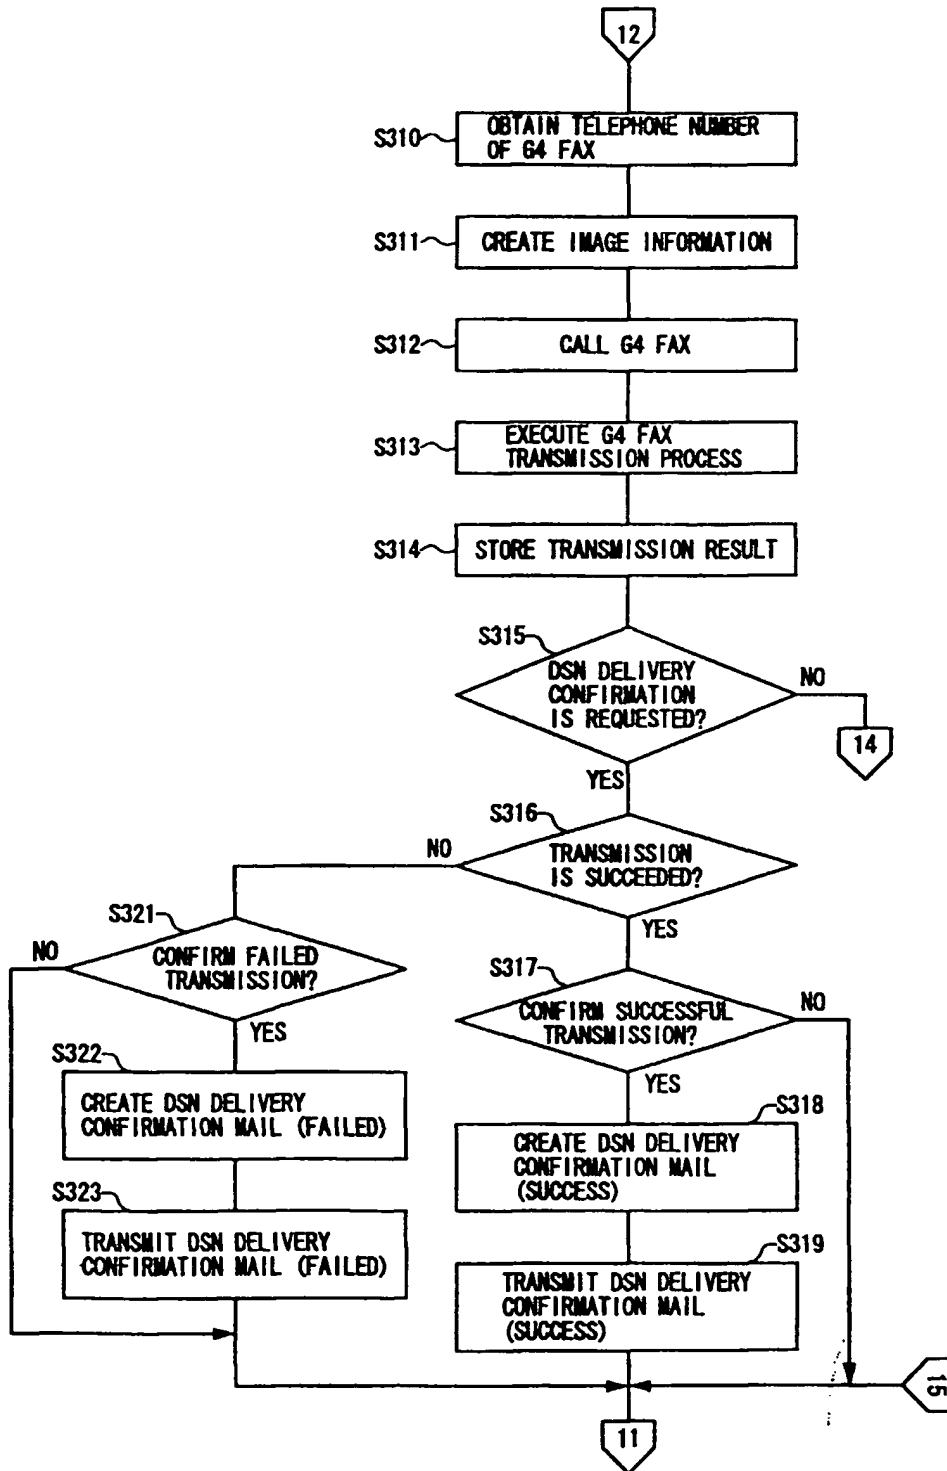 12
S310
OBTAIN TELEPHONE NUMBER
OF G4 FAX
S311
CREATE IMAGE INFORMATION
S312
CALL G4 FAX
S313
EXECUTE G4 FAX
TRANSMISSION PROCESS
S314
STORE TRANSMISSION RESULT
S315
DSN DELIVERY
CONFIRMATION
IS REQUESTED?
NO
14
YES
S316
TRANSMISSION
IS SUCCEEDED?
NO
YES
S321
CONFIRM FAILED
TRANSMISSION?
NO
YES
S317
CONFIRM SUCCESSFUL
TRANSMISSION?
NO
YES
S322
CREATE DSN DELIVERY
CONFIRMATION MAIL (FAILED)
S318
CREATE DSN DELIVERY
CONFIRMATION MAIL
(SUCCESS)
S323
TRANSMIT DSN DELIVERY
CONFIRMATION MAIL (FAILED)
S319
TRANSMIT DSN DELIVERY
CONFIRMATION MAIL
(SUCCESS)
15
11